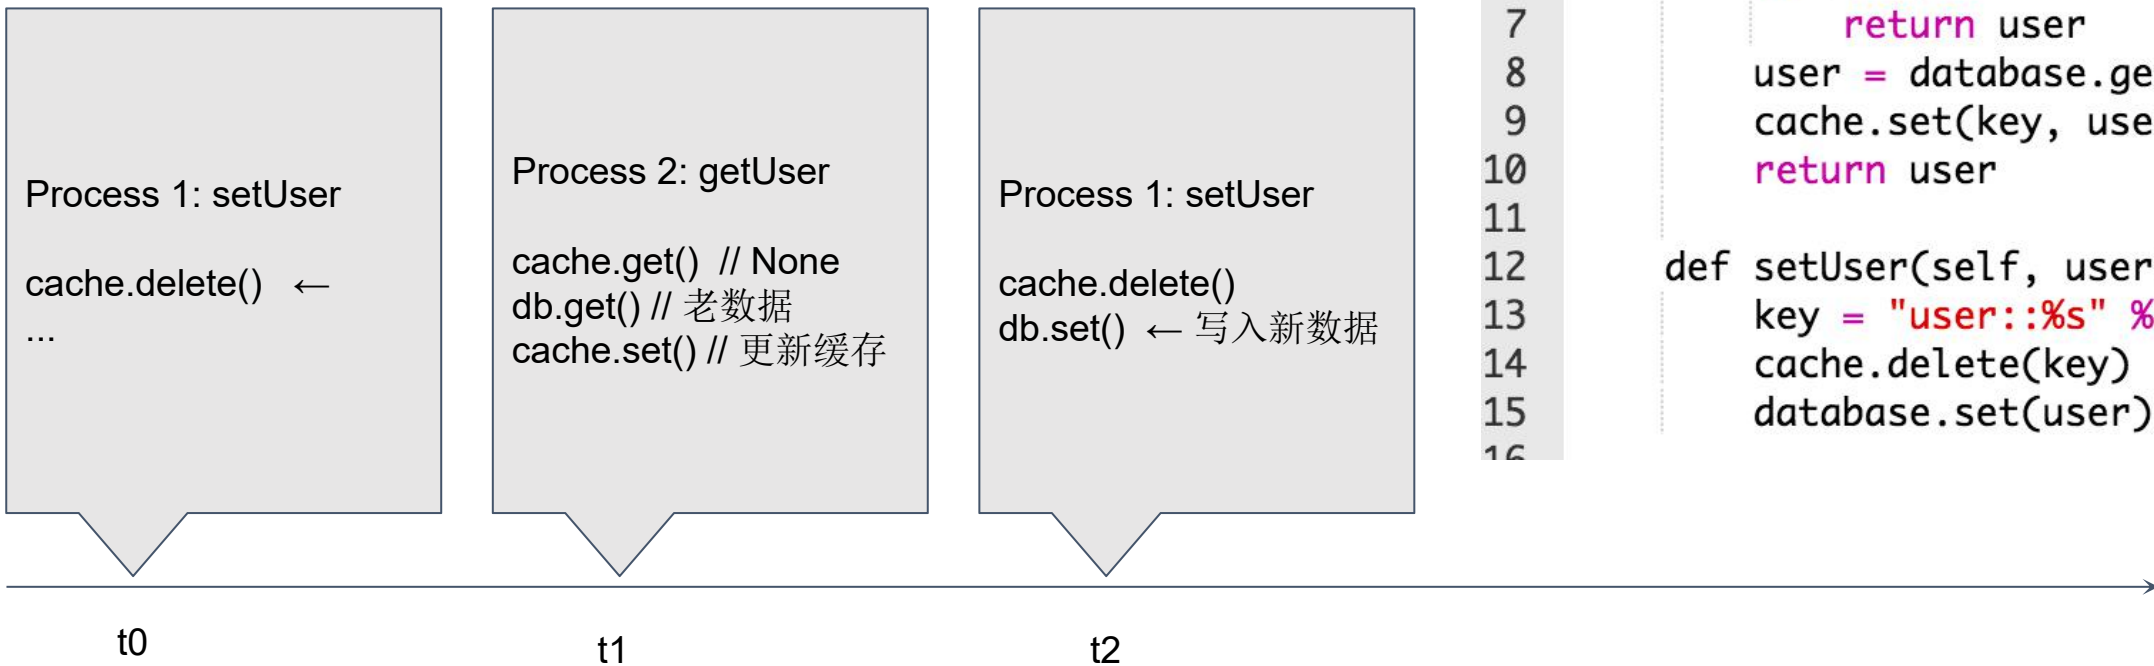 Process 1: setUser
cache.delete() ←
...
Process 2: getUser
cache.get() // None
db.get() // 老数据
cache.set() // 更新缓存
Process 1: setUser
cache.delete()
db.set() ← 写入新数据
7 return user
8 user = database.ge
9 cache.set(key, use
10 return user
11
12 def setUser(self, user
13 key = "user::%s" %
14 cache.delete(key)
15 database.set(user)
16
t0
t1
t2